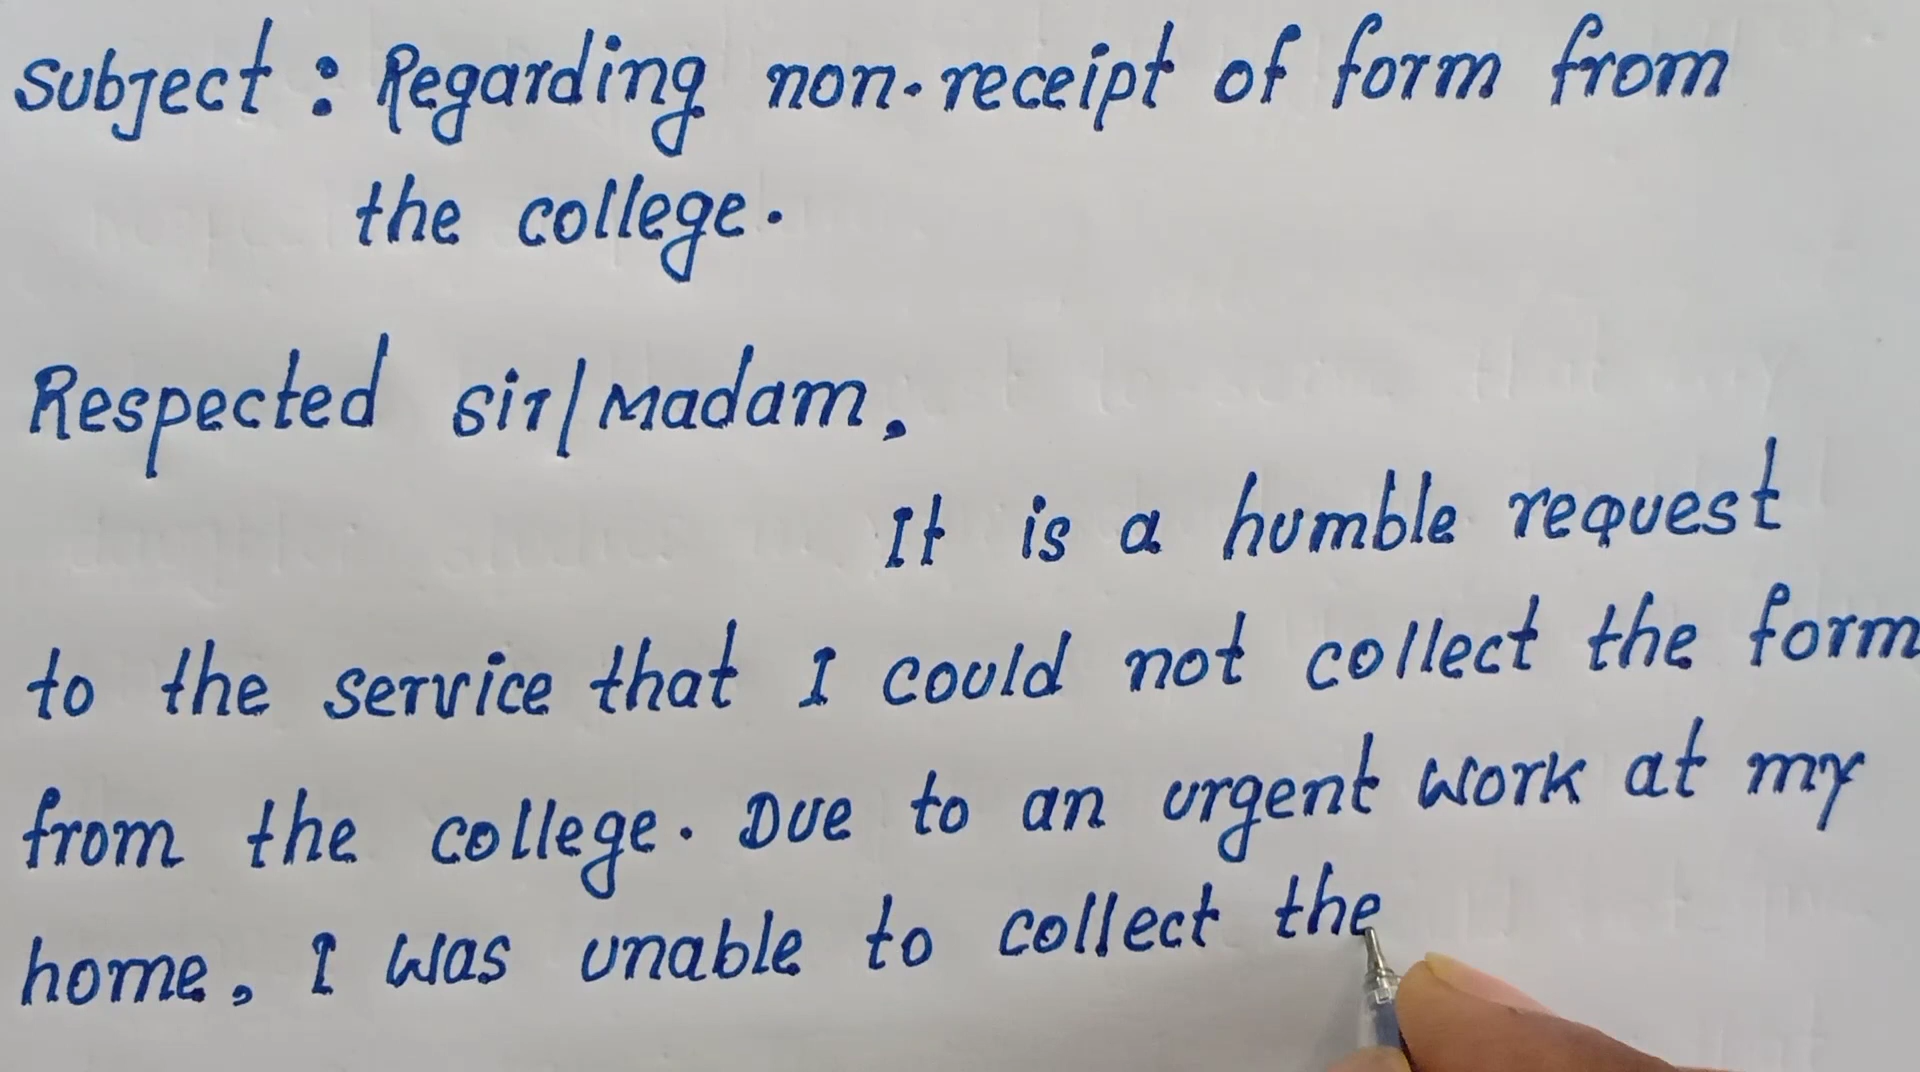 Subject : Regarding non-receipt of form from
the college.
Respected sir/Madam,
It is a humble request
to the service that I could not collect the form
from the college. Due to an urgent work at my
home, I was unable to collect the